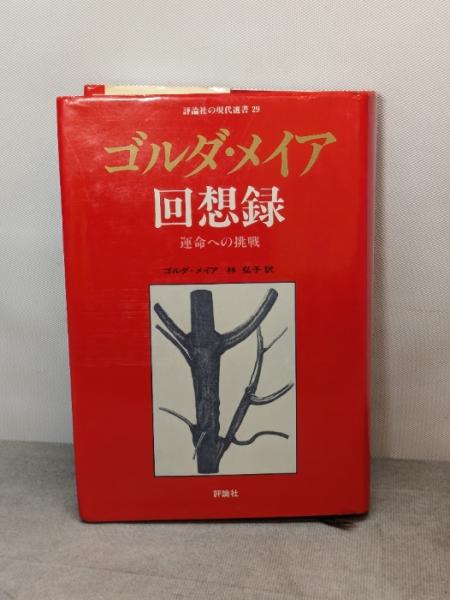 評論社の現代選書 29
ゴルダ・メイア
回想録
運命への挑戦
ゴルダ・メイア 林 弘子 訳
評論社